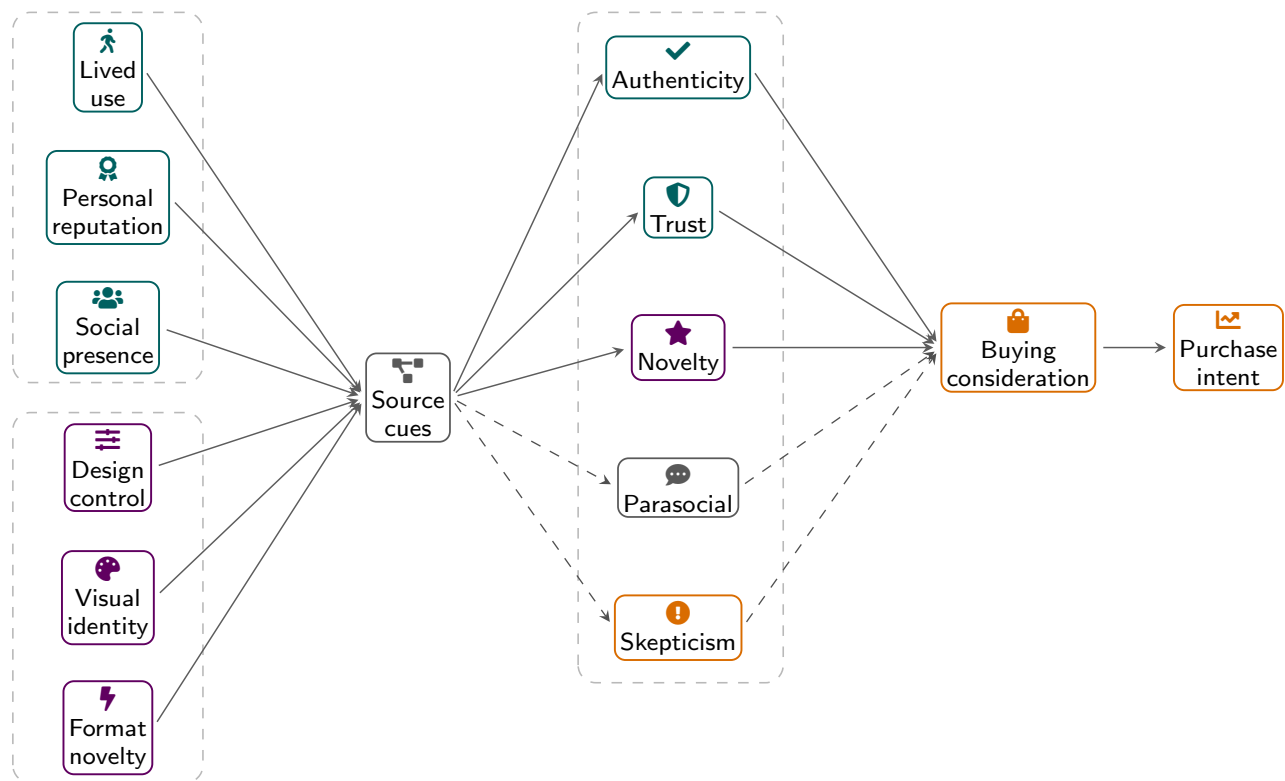 Lived
use
Personal
reputation
Social
presence
Design
control
Visual
identity
Format
novelty
Source
cues
Authenticity
Trust
Novelty
Parasocial
Skepticism
Buying
consideration
Purchase
intent